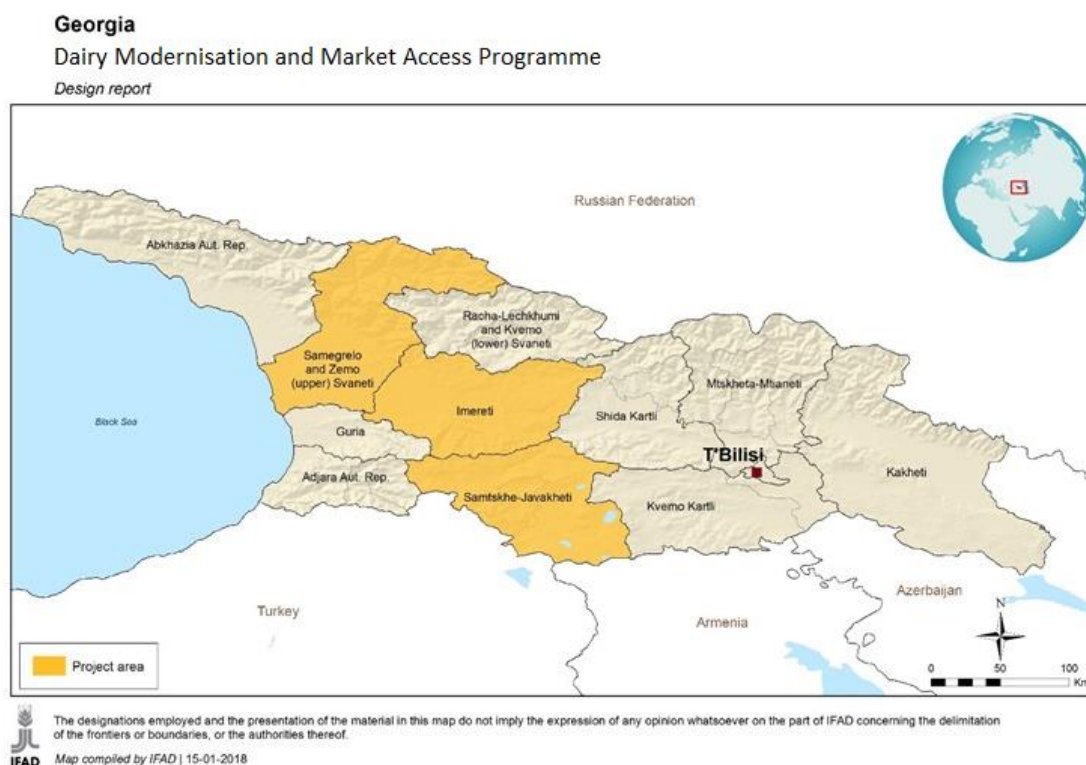 Georgia
Dairy Modernisation and Market Access Programme
Design report
Russian Federation
Abkhazia Aut. Rep.
Racha-Lechkhumi
and Kvemo
(lower) Svaneti
Samegrelo
and Zemo
(upper) Svaneti
Mtskheta-Mtianeti
Imereti
Shida Kartli
Black Sea
Guria
T'Bilisi
Kakheti
Adjara Aut. Rep.
Samtskhe-Javakheti
Kvemo Kartli
Azerbaijan
Turkey
Armenia
N
Project area
0 50 100
Km
The designations employed and the presentation of the material in this map do not imply the expression of any opinion whatsoever on the part of IFAD concerning the delimitation
of the frontiers or boundaries, or the authorities thereof.
IFAD
Map compiled by IFAD | 15-01-2018